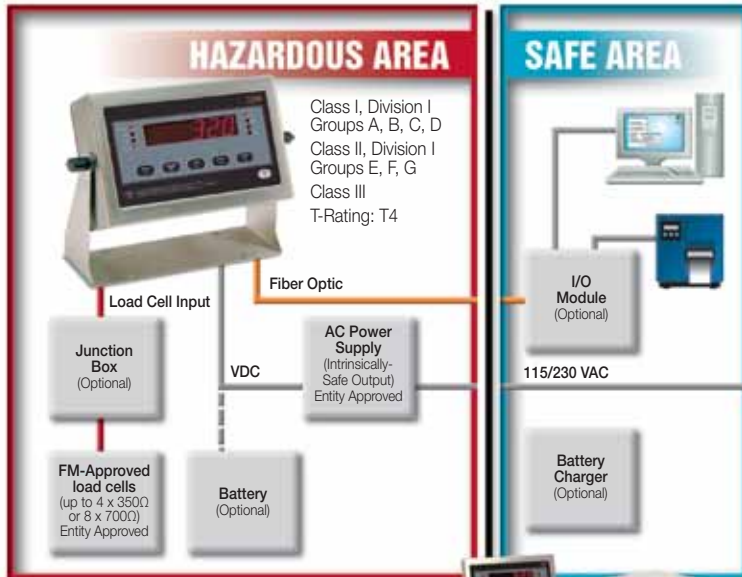 HAZARDOUS AREA
SAFE AREA
Class I, Division I
Groups A, B, C, D
Class II, Division I
Groups E, F, G
Class III
T-Rating: T4
Fiber Optic
Load Cell Input
I/O
Module
(Optional)
Junction
Box
(Optional)
VDC
AC Power
Supply
(Intrinsically-
Safe Output)
Entity Approved
115/230 VAC
FM-Approved
load cells
(up to 4 x 350Ω
or 8 x 700Ω)
Entity Approved
Battery
(Optional)
Battery
Charger
(Optional)